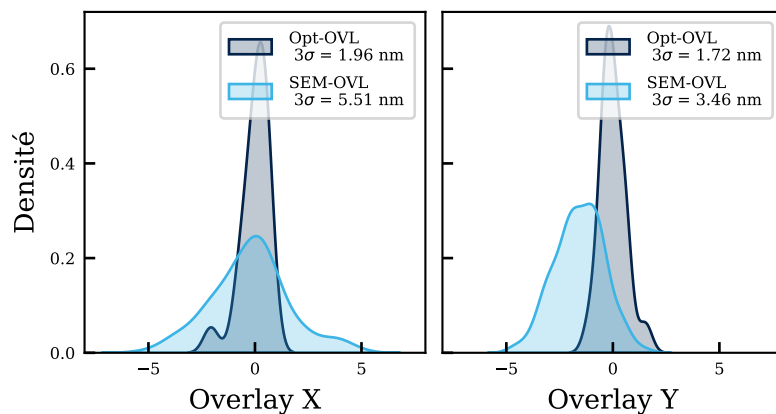 Opt-OVL
3σ = 1.96 nm
SEM-OVL
3σ = 5.51 nm
Opt-OVL
3σ = 1.72 nm
SEM-OVL
3σ = 3.46 nm
Densité
0.6
0.4
0.2
0.0
−5
0
5
−5
0
5
Overlay X
Overlay Y